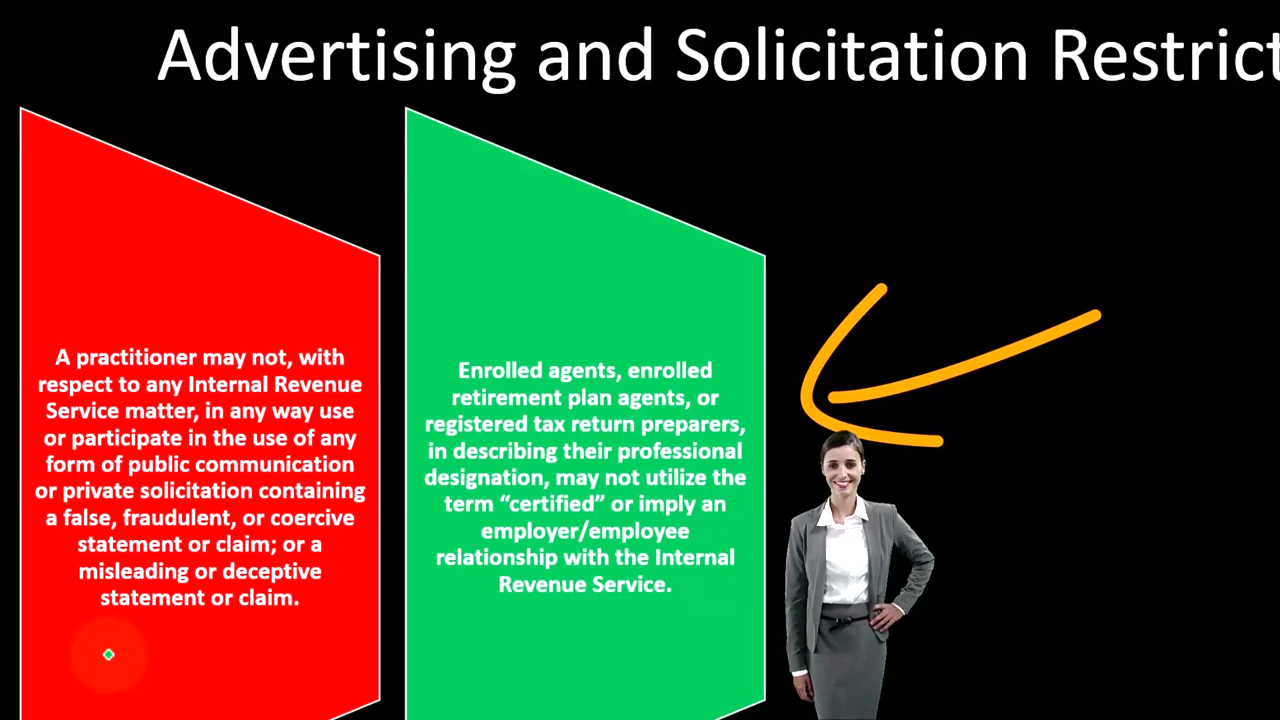 Advertising and Solicitation Restrict
A practitioner may not, with
respect to any Internal Revenue
Service matter, in any way use
or participate in the use of any
form of public communication
or private solicitation containing
a false, fraudulent, or coercive
statement or claim; or a
misleading or deceptive
statement or claim.
Enrolled agents, enrolled
retirement plan agents, or
registered tax return preparers,
in describing their professional
designation, may not utilize the
term “certified” or imply an
employer/employee
relationship with the Internal
Revenue Service.